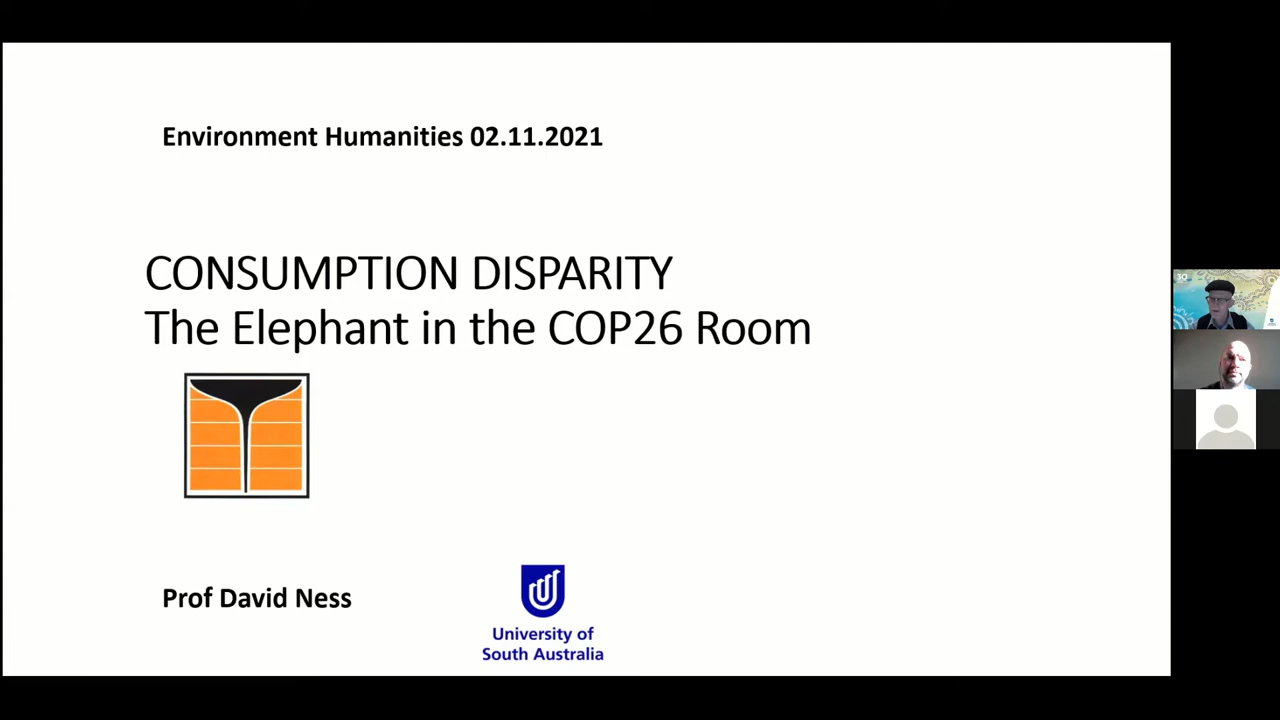 Environment Humanities 02.11.2021
CONSUMPTION DISPARITY
The Elephant in the COP26 Room
30
Prof David Ness
University of
South Australia